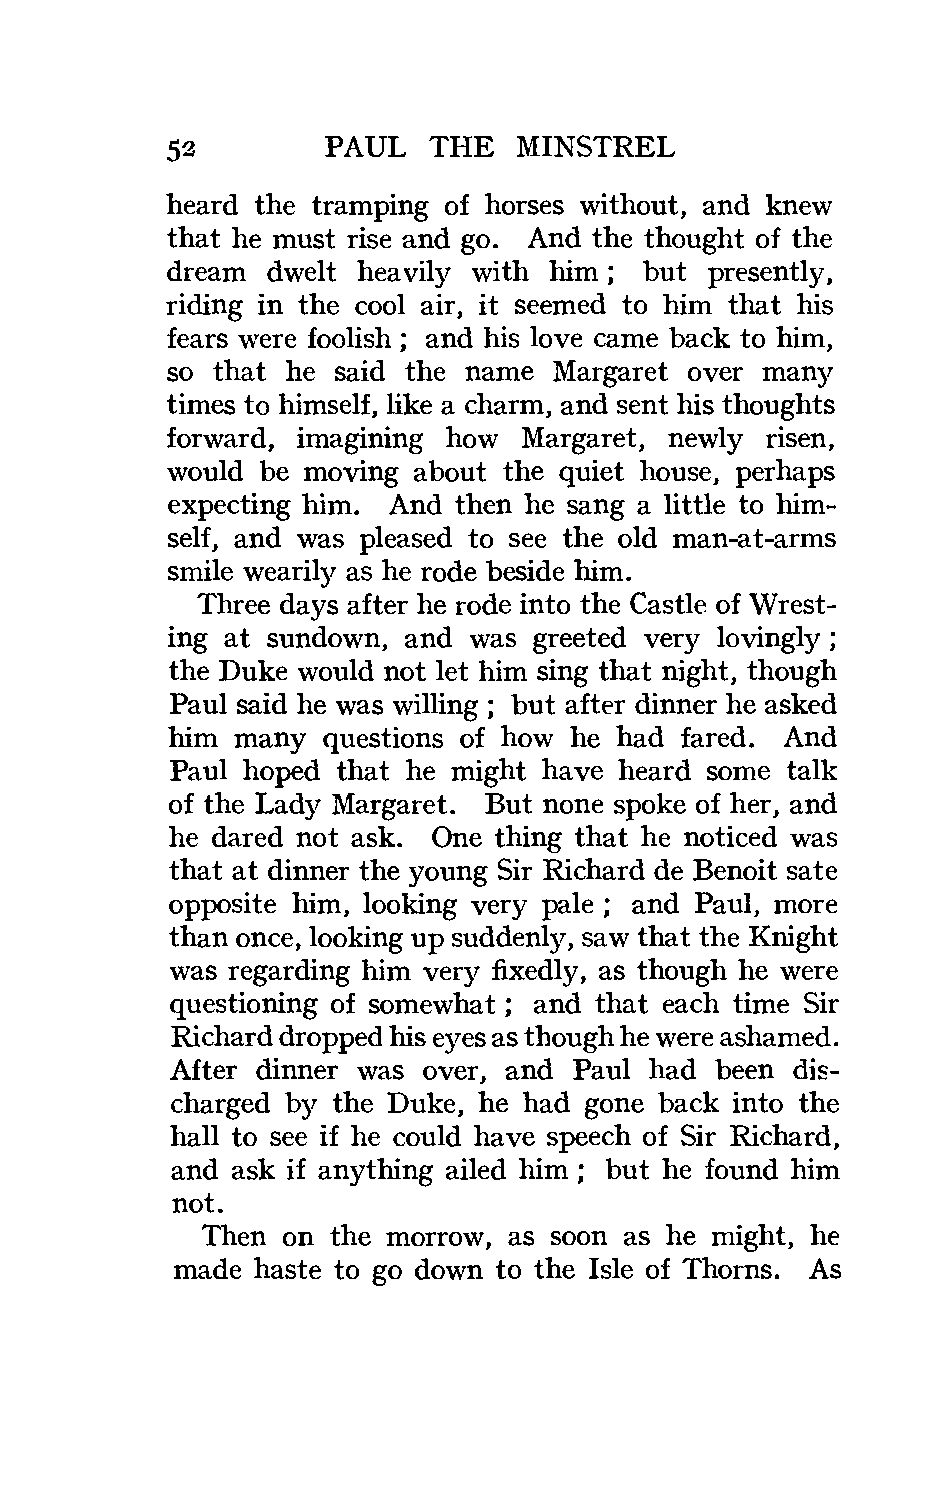 52 PAUL THE MINSTREL
heard the tramping of horses without, and knew
that he must rise and go. And the thought of the
dream dwelt heavily with him ; but presently,
riding in the cool air, it seemed to him that his
fears were foolish ; and his love came back to him,
so that he said the name Margaret over many
times to himself, like a charm, and sent his thoughts
forward, imagining how Margaret, newly risen,
would be moving about the quiet house, perhaps
expecting him. And then he sang a little to him-
self, and was pleased to see the old man-at-arms
smile wearily as he rode beside him.
Three days after he rode into the Castle of Wrest-
ing at sundown, and was greeted very lovingly ;
the Duke would not let him sing that night, though
Paul said he was willing ; but after dinner he asked
him many questions of how he had fared. And
Paul hoped that he might have heard some talk
of the Lady Margaret. But none spoke of her, and
he dared not ask. One thing that he noticed was
that at dinner the young Sir Richard de Benoit sate
opposite him, looking very pale ; and Paul, more
than once, looking up suddenly, saw that the Knight
was regarding him very fixedly, as though he were
questioning of somewhat ; and that each time Sir
Richard dropped his eyes as though he were ashamed.
After dinner was over, and Paul had been dis-
charged by the Duke, he had gone back into the
hall to see if he could have speech of Sir Richard,
and ask if anything ailed him ; but he found him
not.
Then on the morrow, as soon as he might, he
made haste to go down to the Isle of Thorns. As